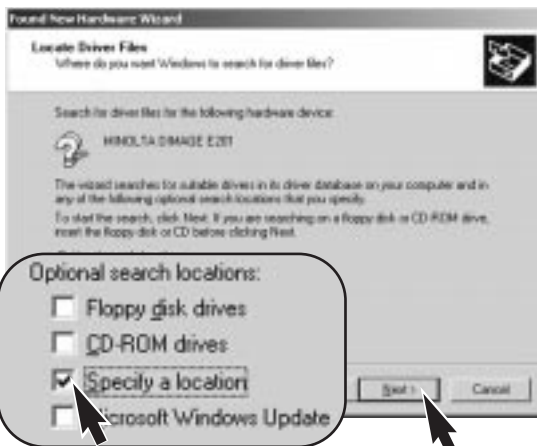 Found New Hardware Wizard
Locate Driver Files
Where do you want Windows to search for driver files?
Search for driver files for the following hardware device:
MINOLTA DIMAGE E201
The wizard searches for suitable drivers in its driver database on your computer and in
any of the following optional search locations that you specify.
To start the search, click Next. If you are searching on a floppy disk or CD-ROM drive,
insert the floppy disk or CD before clicking Next.
Optional search locations:
Floppy disk drives
CD-ROM drives
Specify a location
Microsoft Windows Update
Next >
Cancel